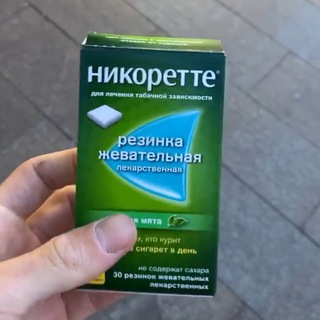 НИКОРЕТТЕ®
для лечения табачной зависимости
резинка
жевательная
лекарственная
мята
кто курит
сигарет в день
не содержат сахара
30 резинок жевательных
лекарственных